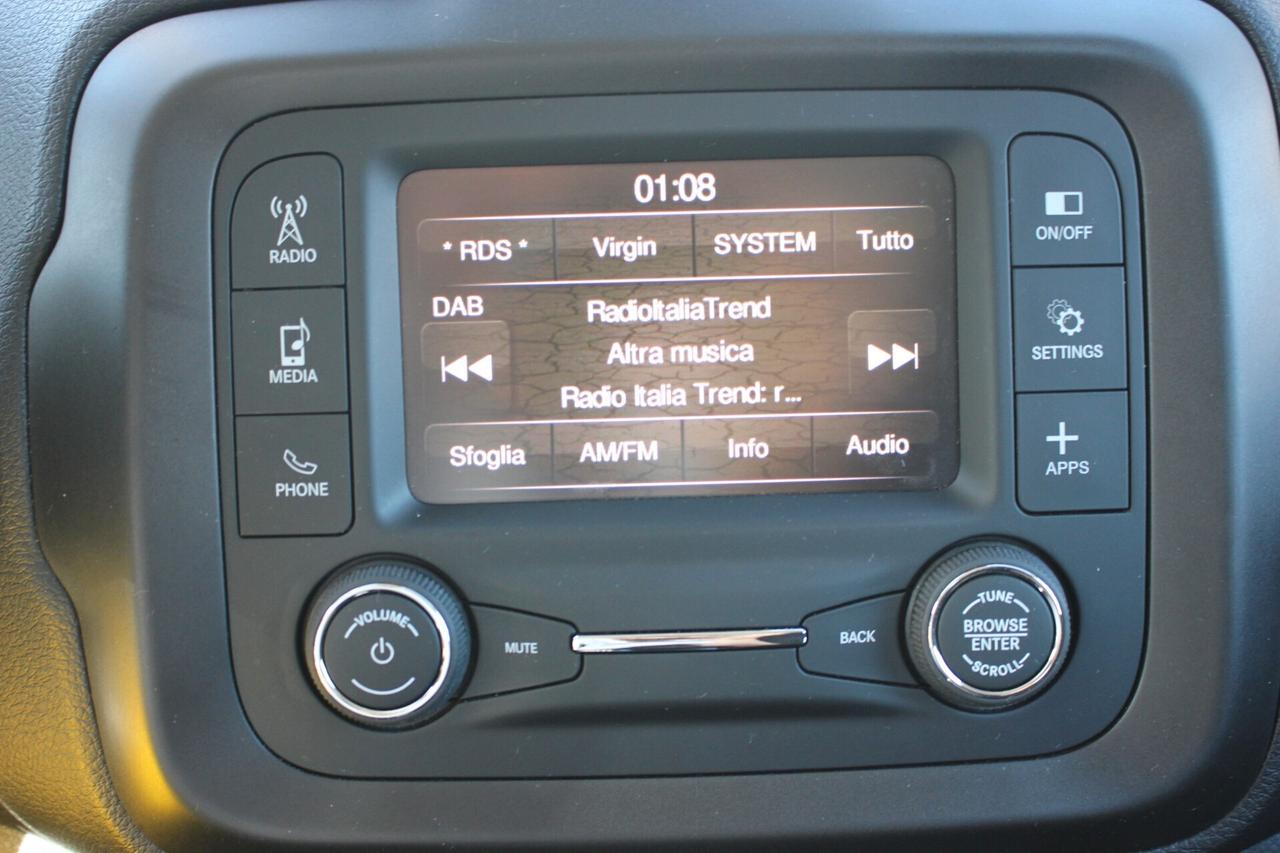 01:08
* RDS * Virgin SYSTEM Tutto
DAB
RadioItaliaTrend
Altra musica
Radio Italia Trend: r...
Sfoglia AM/FM Info Audio
RADIO
MEDIA
PHONE
ON/OFF
SETTINGS
APPS
VOLUME
MUTE
BACK
TUNE
BROWSE
ENTER
SCROLL